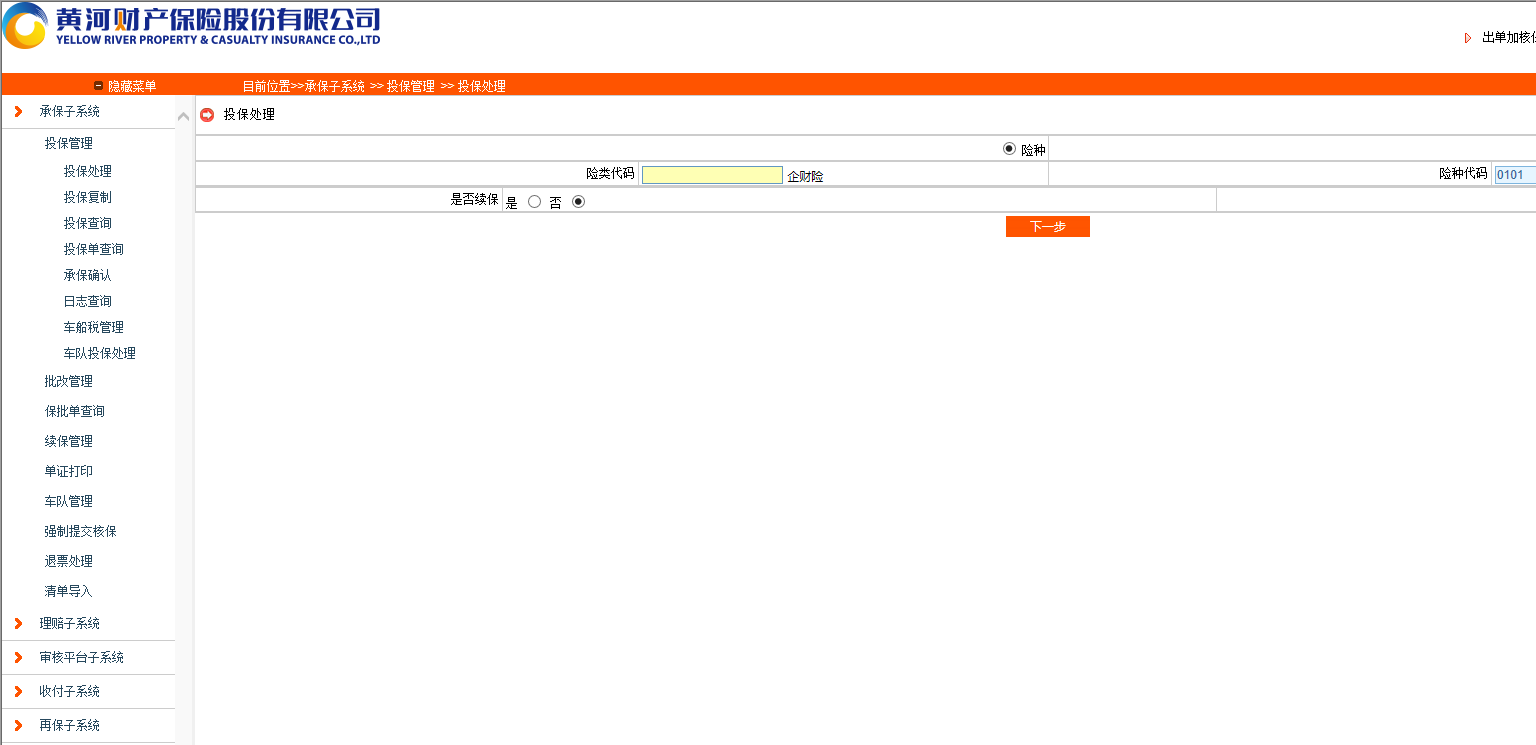 黄河财产保险股份有限公司
YELLOW RIVER PROPERTY & CASUALTY INSURANCE CO.,LTD
出单加核
隐藏菜单 目前位置>>承保子系统 >> 投保管理 >> 投保处理
承保子系统
投保管理
投保处理
投保复制
投保查询
投保单查询
承保确认
日志查询
车船税管理
车队投保处理
批改管理
保批单查询
续保管理
单证打印
车队管理
强制提交核保
退票处理
清单导入
理赔子系统
审核平台子系统
收付子系统
再保子系统
投保处理
险种
险类代码 企财险 险种代码 0101
是否续保 是 否
下一步